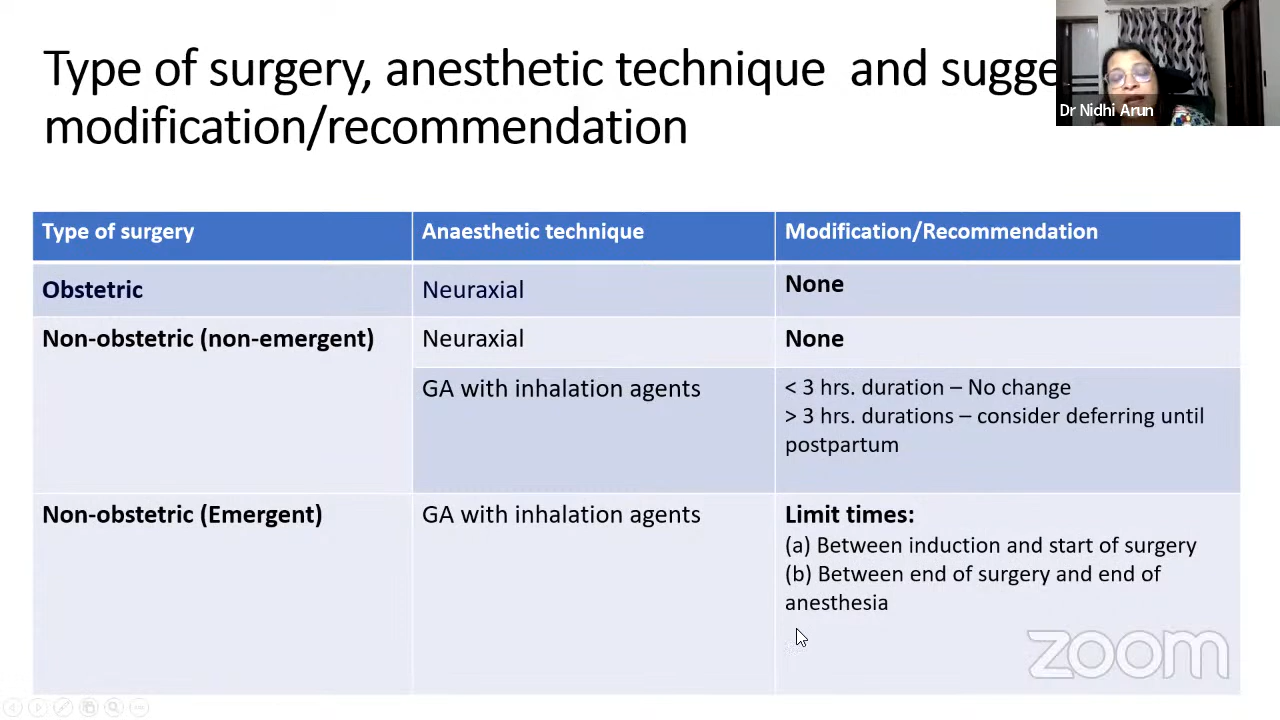 Type of surgery, anesthetic technique and sugge
modification/recommendation
Dr Nidhi Arun
Type of surgery
Anaesthetic technique
Modification/Recommendation
Obstetric
Neuraxial
None
Non-obstetric (non-emergent)
Neuraxial
None
GA with inhalation agents
< 3 hrs. duration – No change
> 3 hrs. durations – consider deferring until
postpartum
Non-obstetric (Emergent)
GA with inhalation agents
Limit times:
(a) Between induction and start of surgery
(b) Between end of surgery and end of
anesthesia
zoom